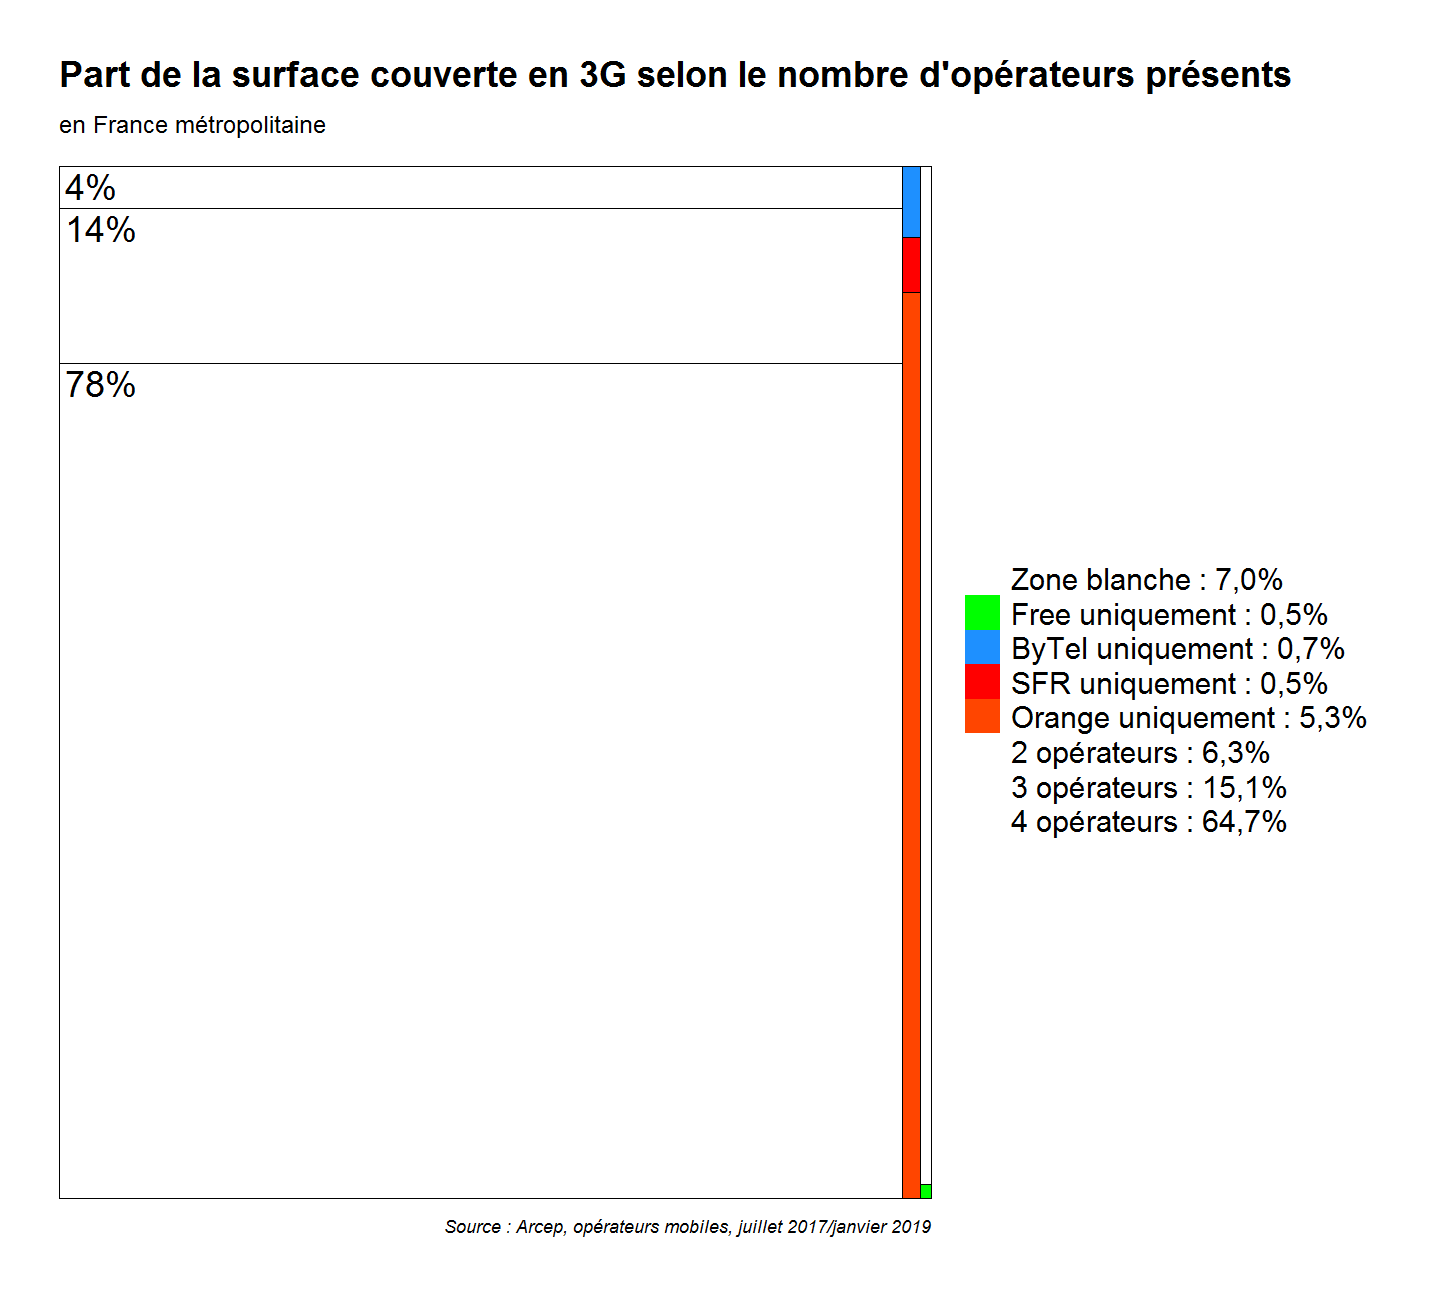 Part de la surface couverte en 3G selon le nombre d'opérateurs présents
en France métropolitaine
4%
14%
78%
Zone blanche : 7,0%
Free uniquement : 0,5%
ByTel uniquement : 0,7%
SFR uniquement : 0,5%
Orange uniquement : 5,3%
2 opérateurs : 6,3%
3 opérateurs : 15,1%
4 opérateurs : 64,7%
Source : Arcep, opérateurs mobiles, juillet 2017/janvier 2019